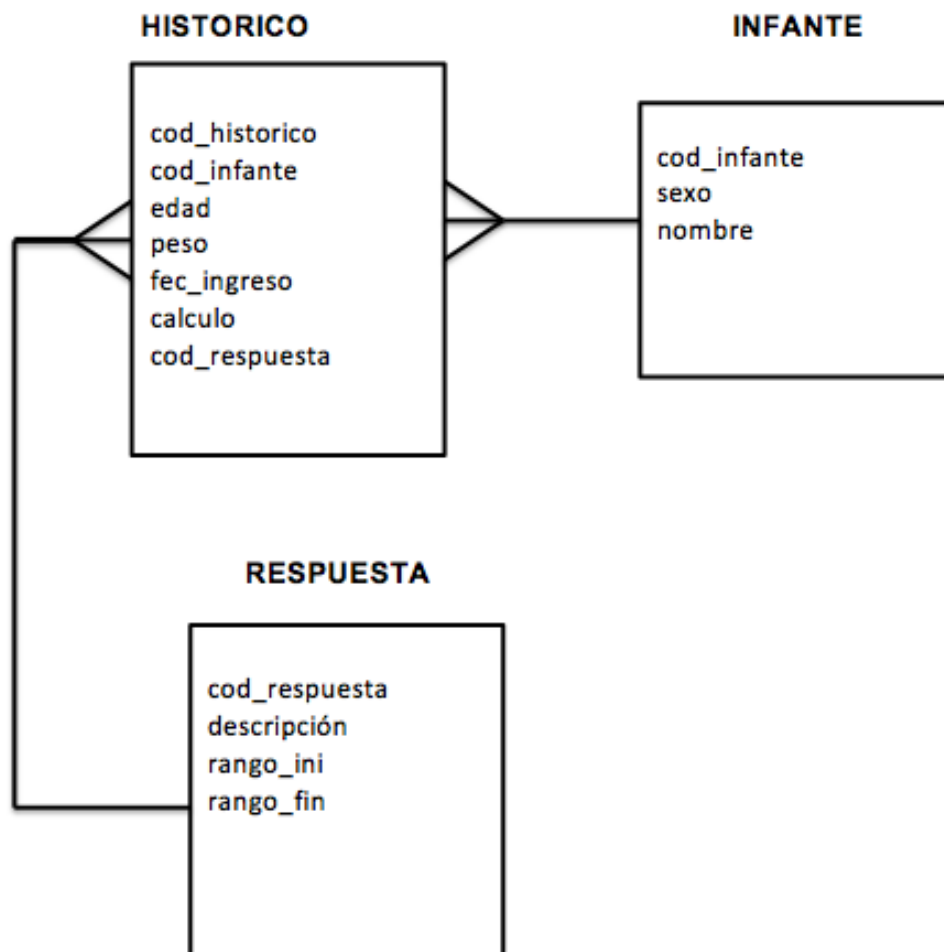 HISTORICO
cod_historico
cod_infante
edad
peso
fec_ingreso
calculo
cod_respuesta
INFANTE
cod_infante
sexo
nombre
RESPUESTA
cod_respuesta
descripción
rango_ini
rango_fin